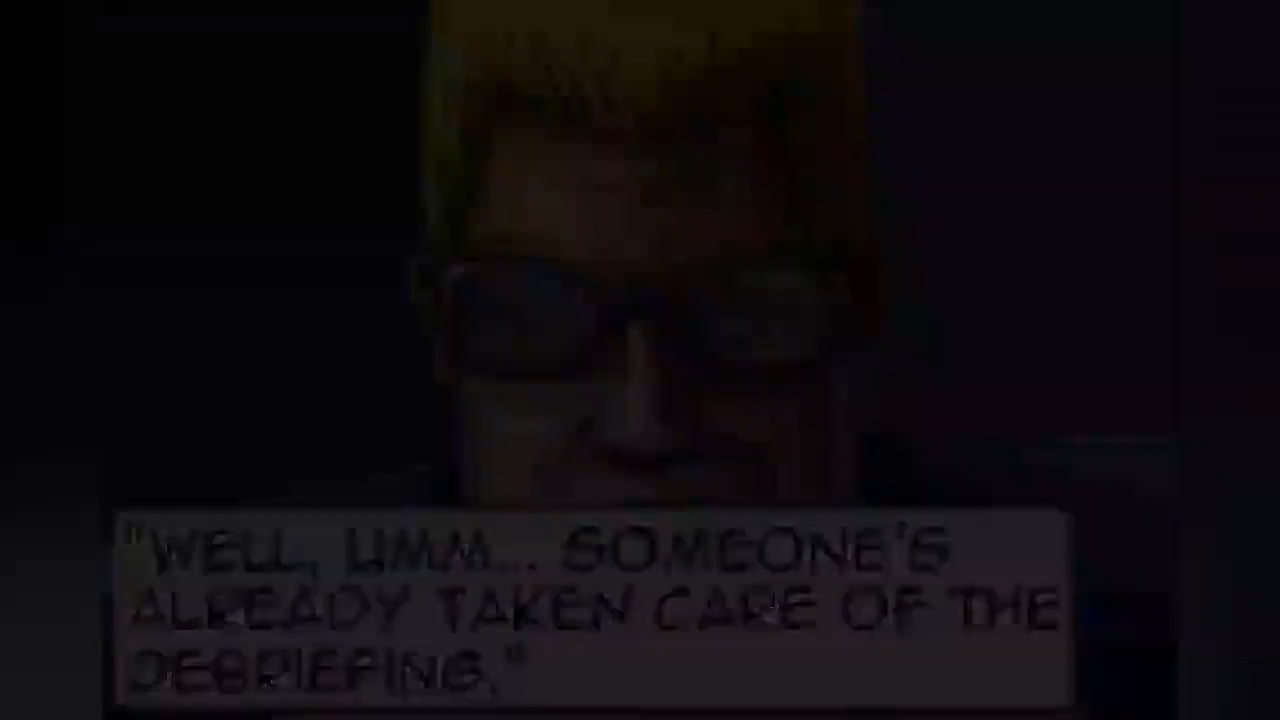 "WELL, UMM... SOMEONE'S
ALREADY TAKEN CARE OF THE
DEBRIEFING."